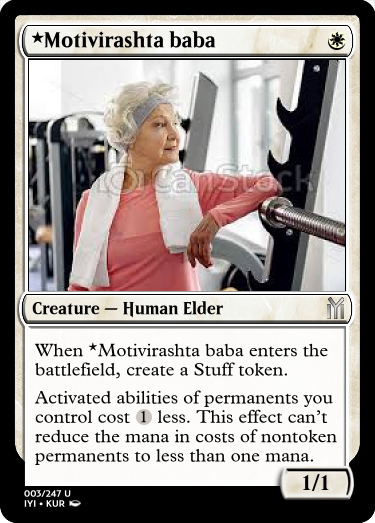 ★Motivirashta baba
CanStock
Creature — Human Elder
When ★Motivirashta baba enters the
battlefield, create a Stuff token.
Activated abilities of permanents you
control cost 1 less. This effect can't
reduce the mana in costs of nontoken
permanents to less than one mana.
1/1
003/247 U
IYI • KUR